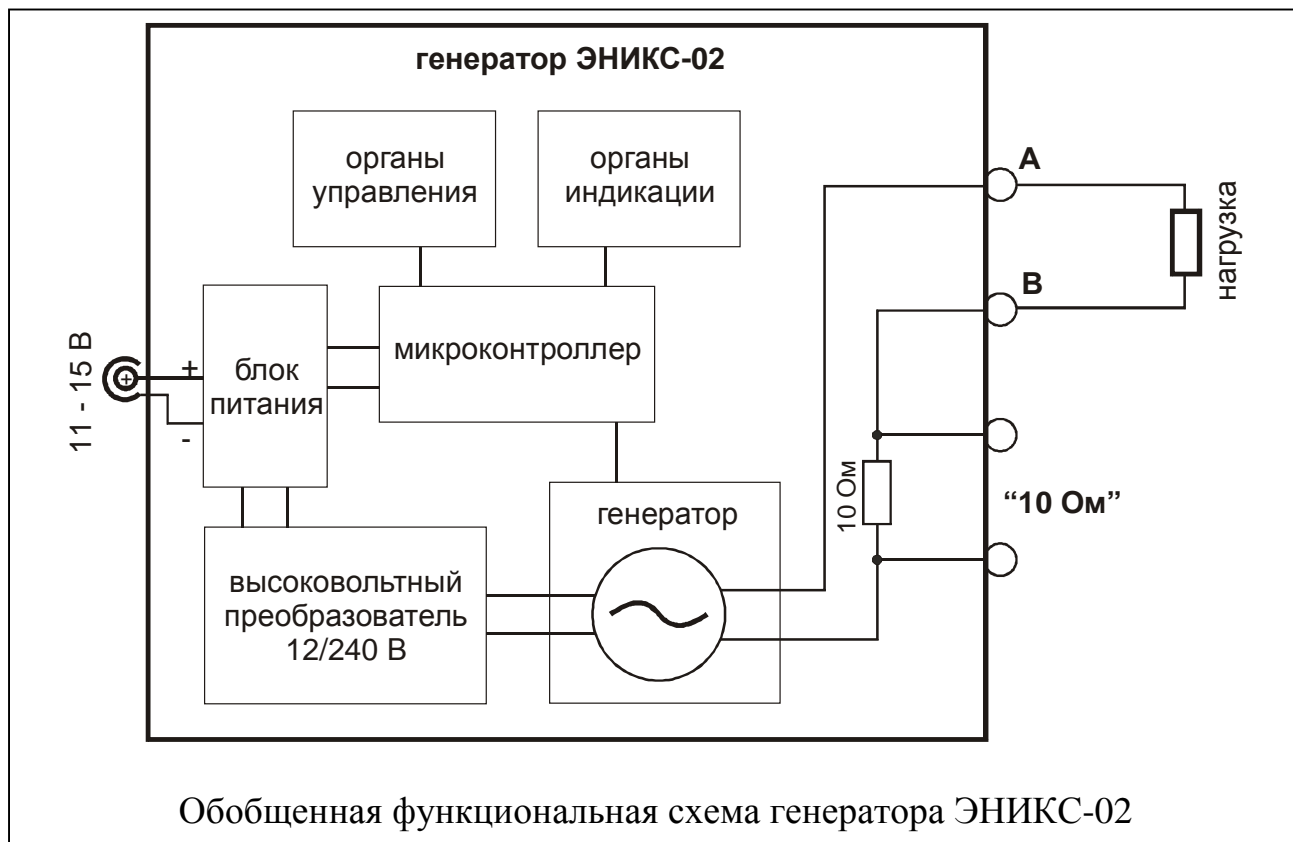 генератор ЭНИКС-02
органы
управления
органы
индикации
А
нагрузка
В
11 - 15 В
+
+
-
блок
питания
микроконтроллер
10 Ом
“10 Ом”
генератор
высоковольтный
преобразователь
12/240 В
Обобщенная функциональная схема генератора ЭНИКС-02